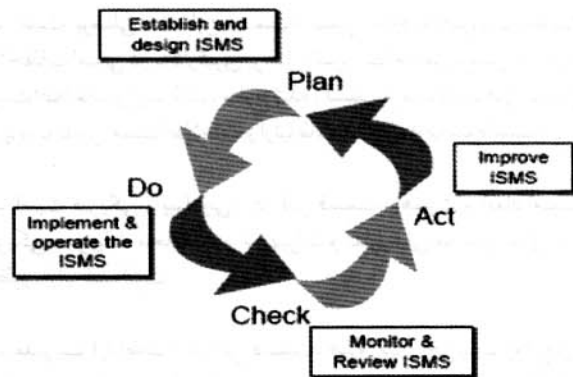 Establish and
design ISMS
Plan
Do
Implement &
operate the
ISMS
Check
Monitor &
Review ISMS
Act
Improve
ISMS